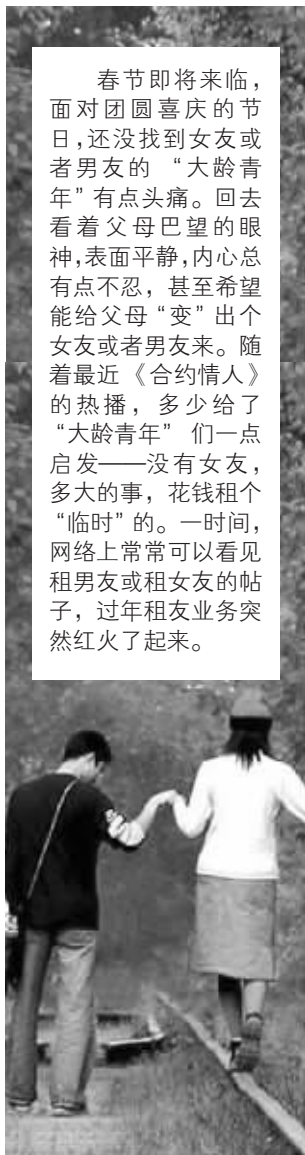 春节即将来临，
面对团圆喜庆的节
日，还没找到女友或
者男友的 “大龄青
年”有点头痛。回去
看着父母巴望的眼
神，表面平静，内心总
有点不忍，甚至希望
能给父母“变”出个
女友或者男友来。随
着最近《合约情人》
的热播，多少给了
“大龄青年” 们一点
启发——没有女友，
多大的事，花钱租个
“临时”的。一时间，
网络上常常可以看见
租男友或租女友的帖
子，过年租友业务突
然红火了起来。